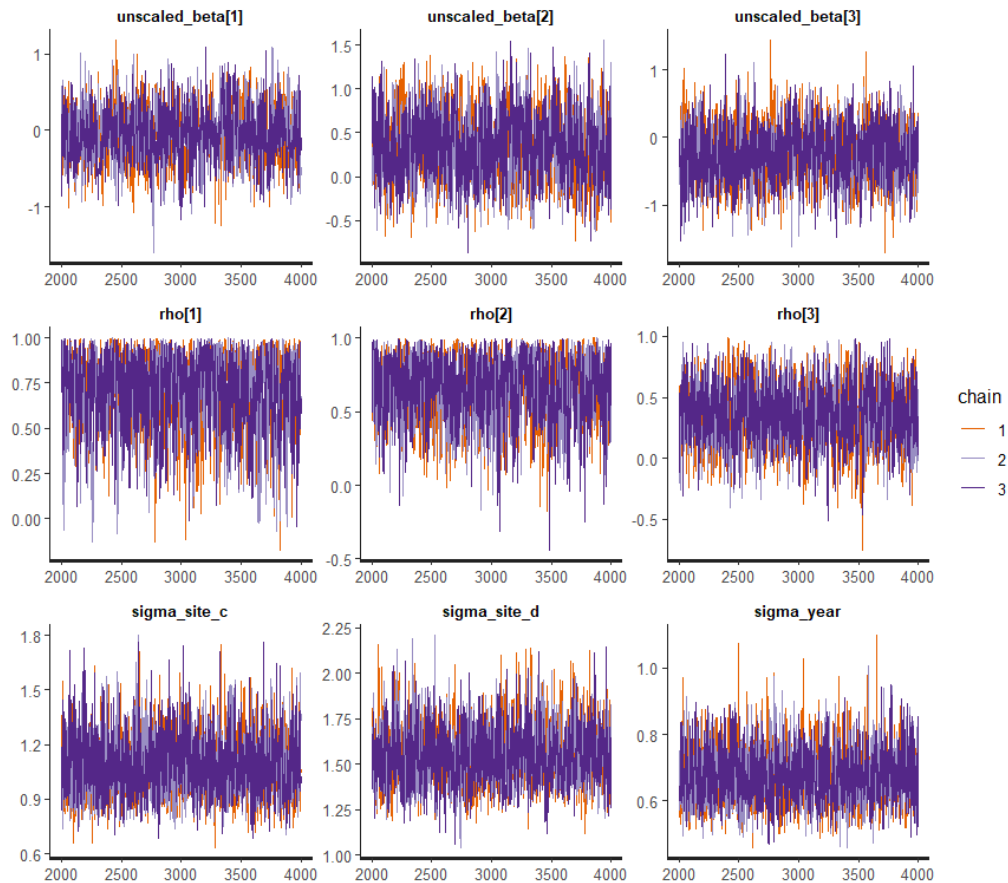 unscaled_beta[1] unscaled_beta[2] unscaled_beta[3]
1 0 -1
1.5 1.0 0.5 0.0 -0.5
1 0 -1
2000 2500 3000 3500 4000 2000 2500 3000 3500 4000 2000 2500 3000 3500 4000
rho[1] rho[2] rho[3]
1.00 0.75 0.50 0.25 0.00
1.0 0.5 0.0 -0.5
1.0 0.5 0.0 -0.5
2000 2500 3000 3500 4000 2000 2500 3000 3500 4000 2000 2500 3000 3500 4000
sigma_site_c sigma_site_d sigma_year
1.8 1.5 1.2 0.9 0.6
2.25 2.00 1.75 1.50 1.25 1.00
1.0 0.8 0.6
2000 2500 3000 3500 4000 2000 2500 3000 3500 4000 2000 2500 3000 3500 4000
chain
1
2
3